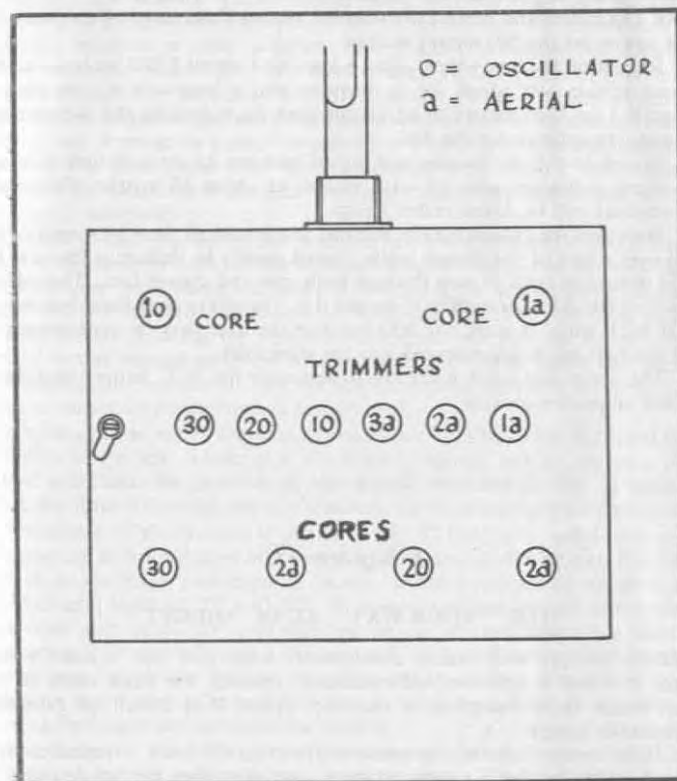 o = OSCILLATOR
a = AERIAL
1o CORE CORE 1a
TRIMMERS
3o 2o 1o 3a 2a 1a
CORES
3o 2a 2o 2a